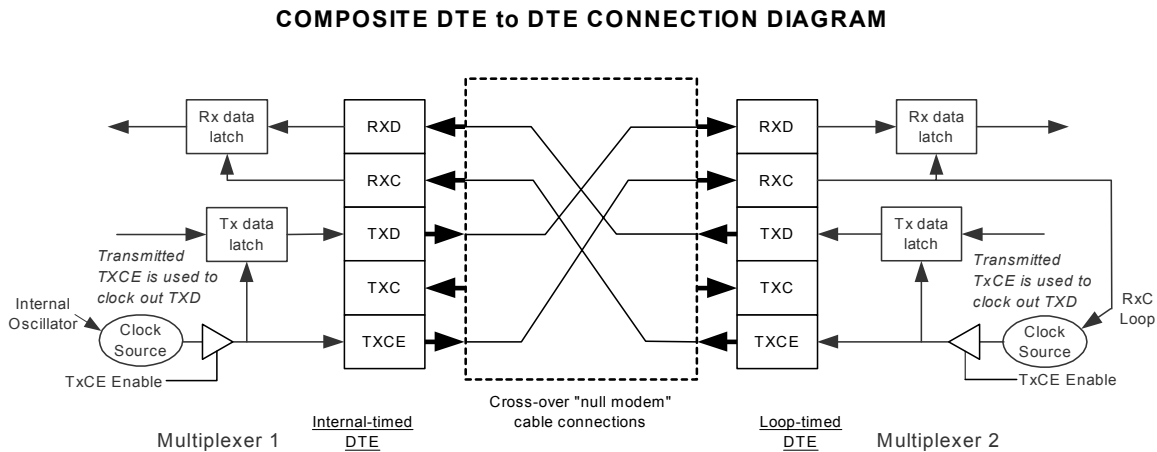 COMPOSITE DTE to DTE CONNECTION DIAGRAM
Rx data
latch
RXD
RXC
TXD
TXC
TXCE
Tx data
latch
Transmitted
TXCE is used to
clock out TXD
Internal
Oscillator
Clock
Source
TxCE Enable
Multiplexer 1
Internal-timed
DTE
Cross-over "null modem"
cable connections
RXD
RXC
TXD
TXC
TXCE
Rx data
latch
Tx data
latch
Transmitted
TxCE is used to
clock out TXD
RxC
Loop
Clock
Source
TxCE Enable
Loop-timed
DTE
Multiplexer 2